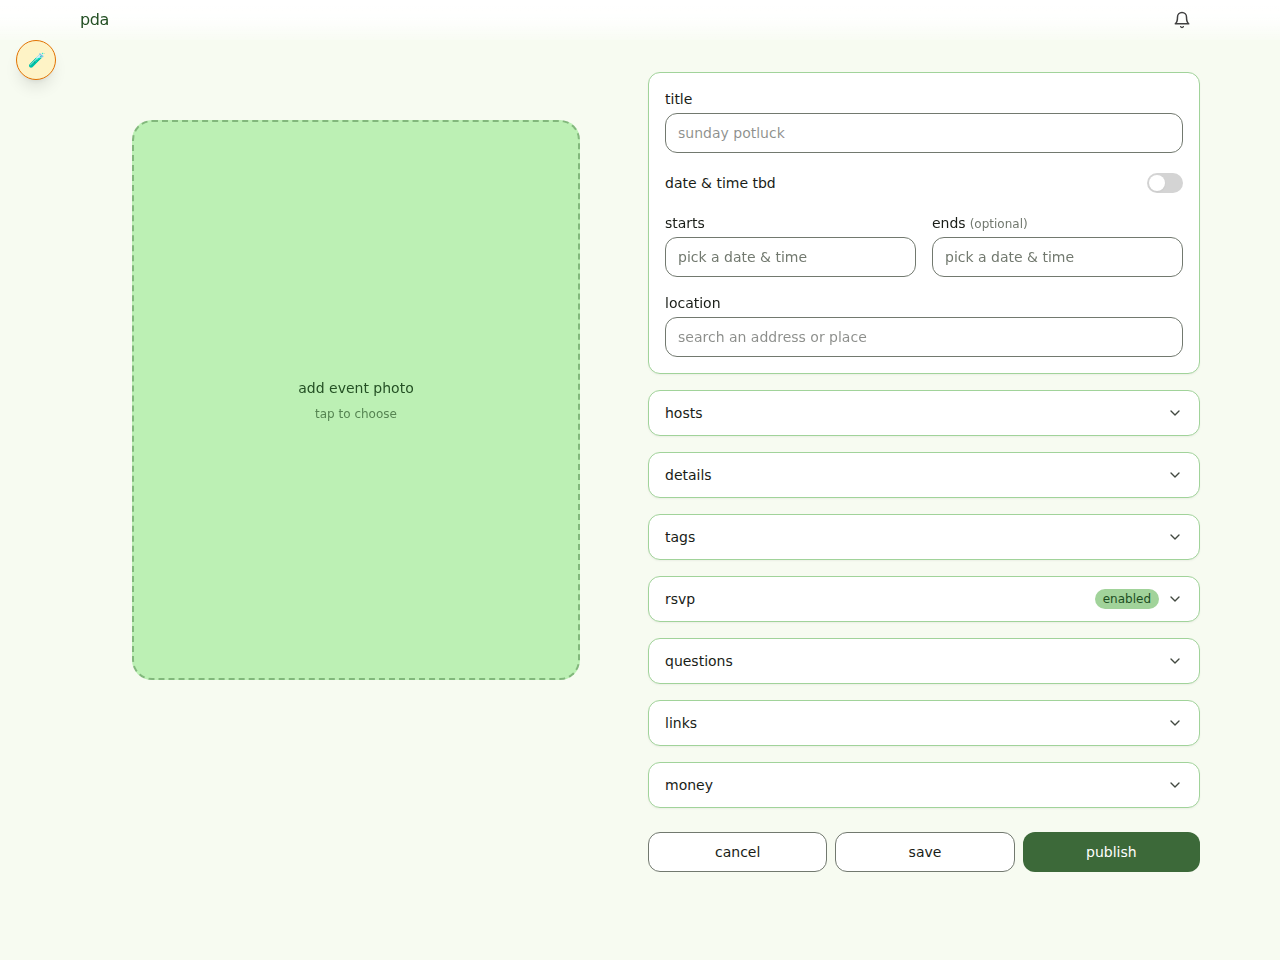 pda
add event photo
tap to choose
title
sunday potluck
date & time tbd
starts
ends (optional)
pick a date & time
pick a date & time
location
search an address or place
hosts
details
tags
rsvp
enabled
questions
links
money
cancel
save
publish